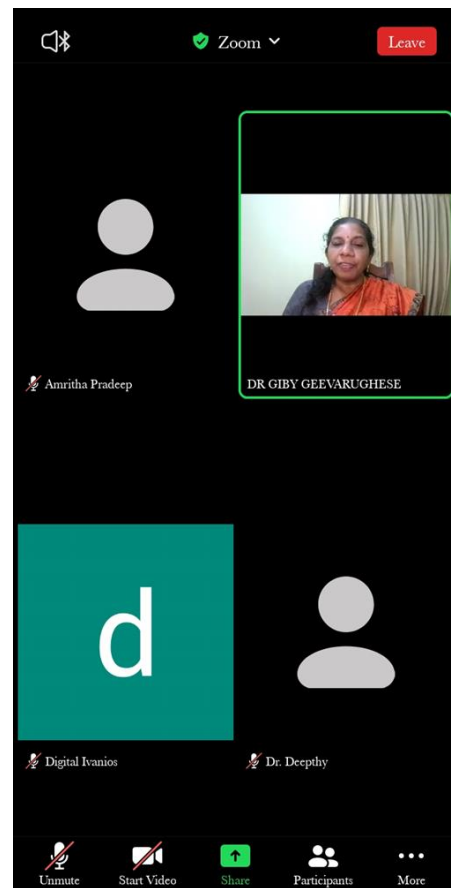 Zoom
Leave
Amritha Pradeep
DR GIBY GEEVARUGHESE
d
Digital Ivanios
Dr. Deepthy
Unmute
Start Video
Share
Participants
More